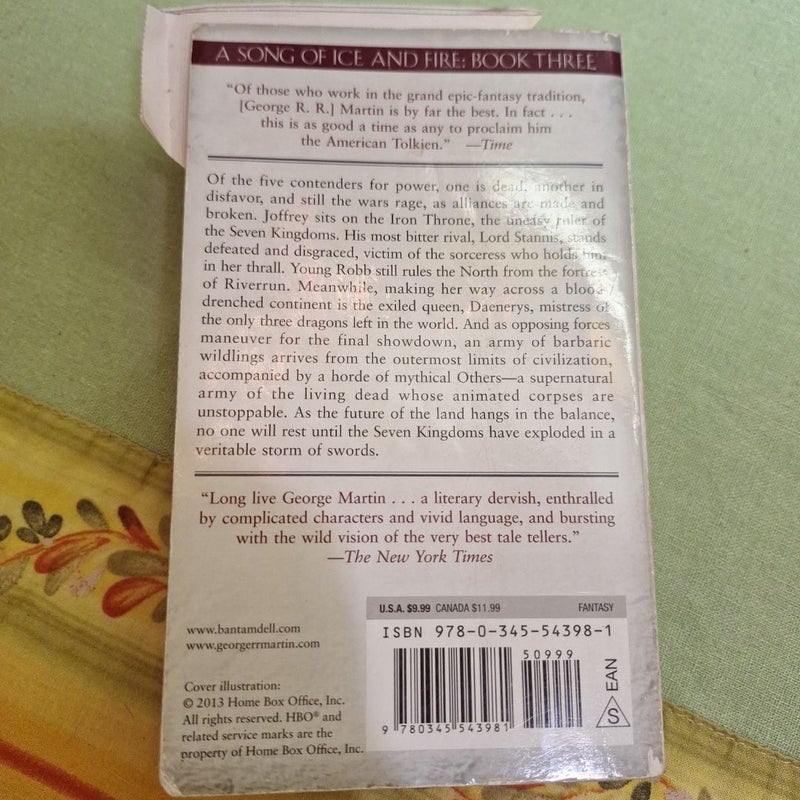 A SONG OF ICE AND FIRE: BOOK THREE
“Of those who work in the grand epic-fantasy tradition,
[George R. R.] Martin is by far the best. In fact . . .
this is as good a time as any to proclaim him
the American Tolkien.” —Time
Of the five contenders for power, one is dead, another in
disfavor, and still the wars rage, as alliances are made and
broken. Joffrey sits on the Iron Throne, the uneasy ruler of
the Seven Kingdoms. His most bitter rival, Lord Stannis, stands
defeated and disgraced, victim of the sorceress who holds him
in her thrall. Young Robb still rules the North from the fortress
of Riverrun. Meanwhile, making her way across a blood-
drenched continent is the exiled queen, Daenerys, mistress of
the only three dragons left in the world. And as opposing forces
maneuver for the final showdown, an army of barbaric
wildlings arrives from the outermost limits of civilization,
accompanied by a horde of mythical Others—a supernatural
army of the living dead whose animated corpses are
unstoppable. As the future of the land hangs in the balance,
no one will rest until the Seven Kingdoms have exploded in a
veritable storm of swords.
“Long live George Martin . . . a literary dervish, enthralled
by complicated characters and vivid language, and bursting
with the wild vision of the very best tale tellers.”
—The New York Times
U.S.A. $9.99 CANADA $11.99 FANTASY
ISBN 978-0-345-54398-1
50999
EAN
S
9 780345 543981
www.bantamdell.com
www.georgerrmartin.com
Cover illustration:
© 2013 Home Box Office, Inc.
All rights reserved. HBO® and
related service marks are the
property of Home Box Office, Inc.